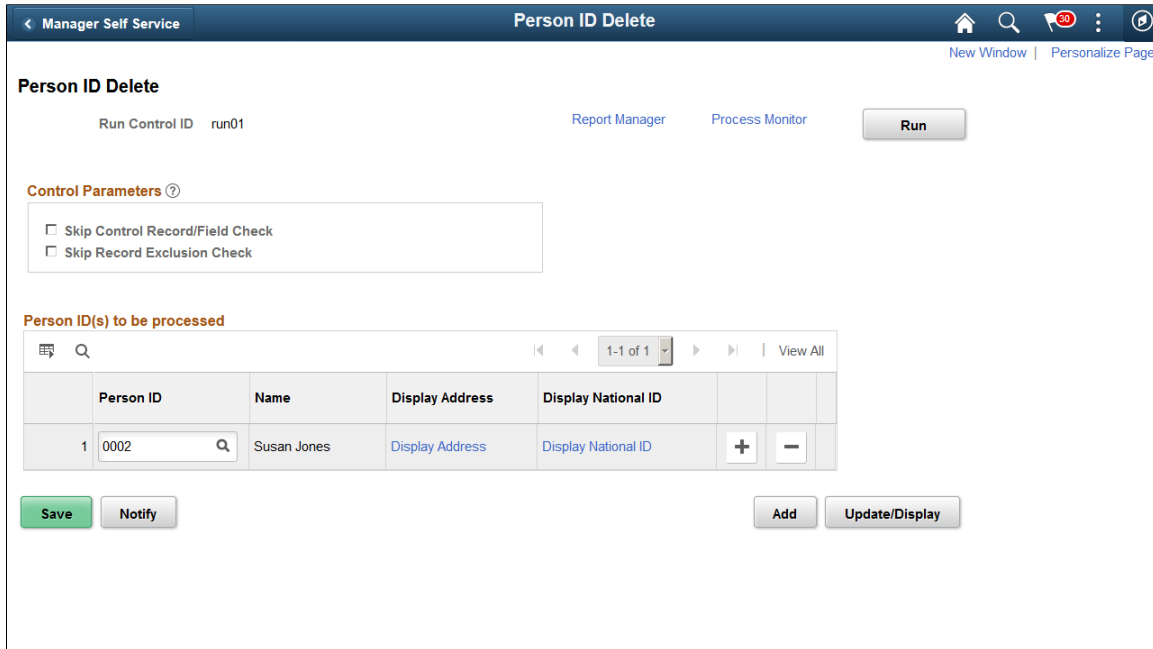 Manager Self Service
Person ID Delete
30
New Window | Personalize Page
Person ID Delete
Run Control ID run01
Report Manager
Process Monitor
Run
Control Parameters ?
Skip Control Record/Field Check
Skip Record Exclusion Check
Person ID(s) to be processed
1-1 of 1
| View All
Person ID Name Display Address Display National ID
1 0002 Susan Jones Display Address Display National ID + −
Save Notify Add Update/Display